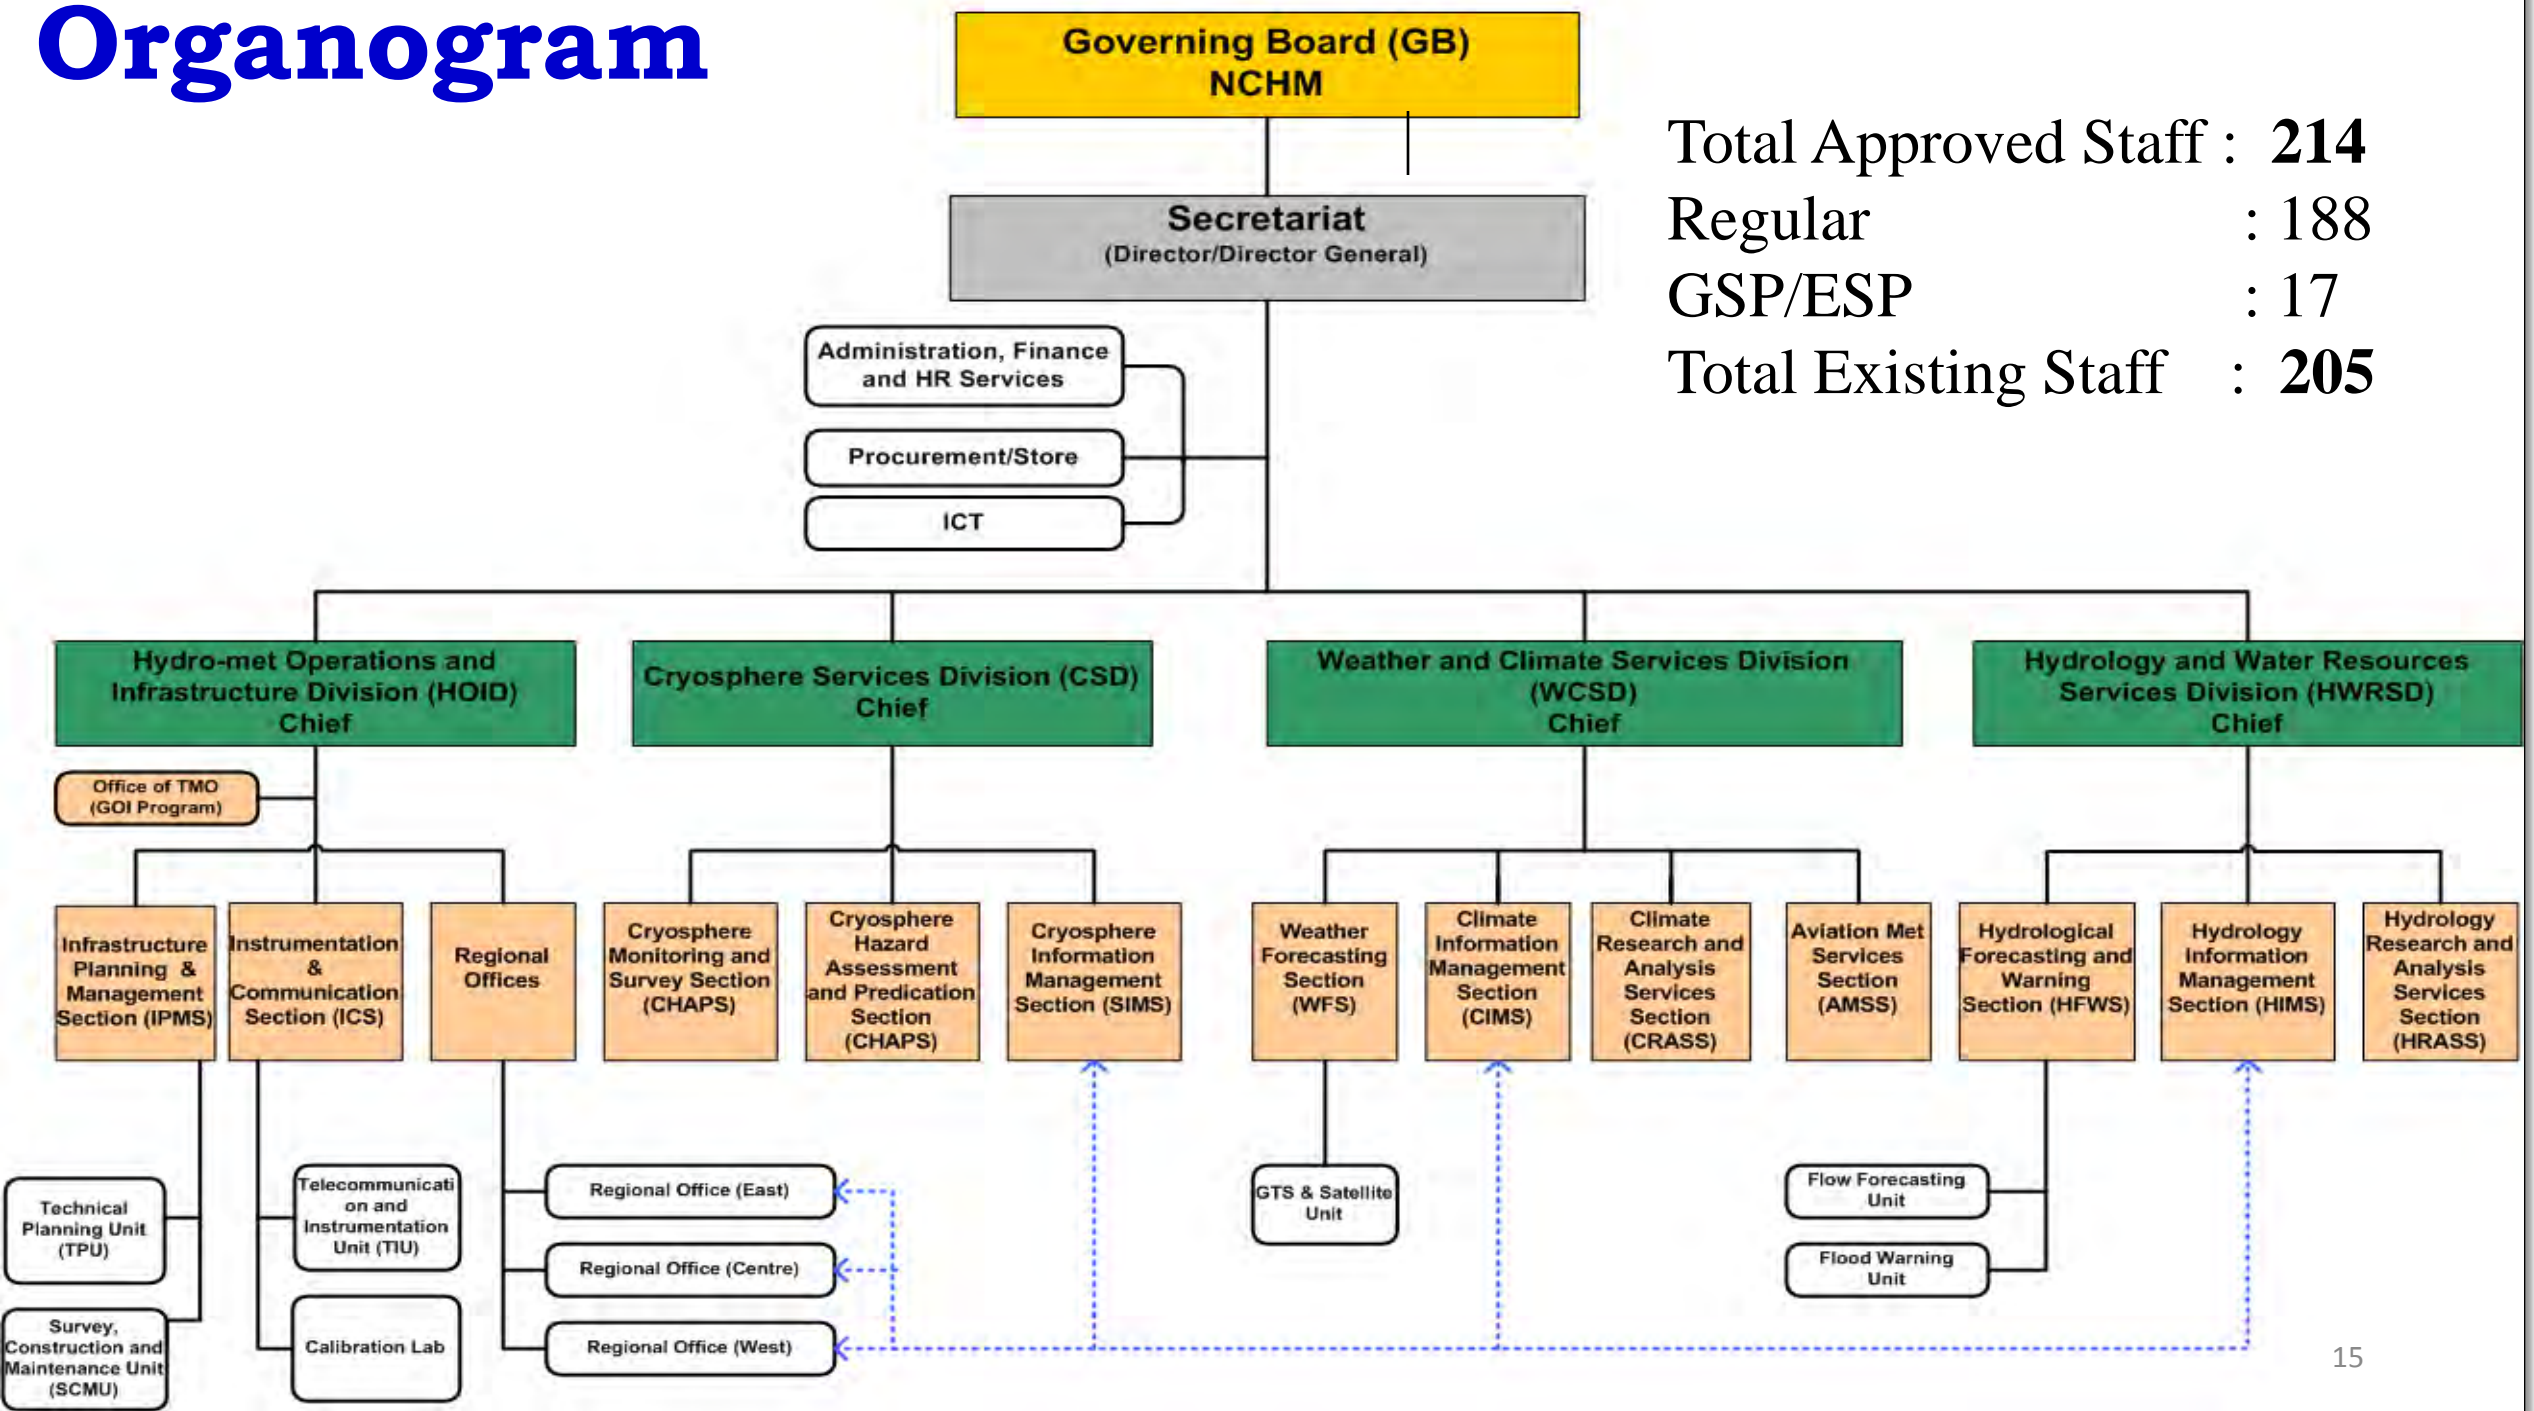 Organogram
Governing Board (GB)
NCHM
Total Approved Staff : 214
Regular : 188
GSP/ESP : 17
Total Existing Staff : 205
Secretariat
(Director/Director General)
Administration, Finance
and HR Services
Procurement/Store
ICT
Hydro-met Operations and
Infrastructure Division (HOID)
Chief
Cryosphere Services Division (CSD)
Chief
Weather and Climate Services Division
(WCSD)
Chief
Hydrology and Water Resources
Services Division (HWRSD)
Chief
Office of TMO
(GOI Program)
Infrastructure
Planning &
Management
Section (IPMS)
Instrumentation
&
Communication
Section (ICS)
Regional
Offices
Cryosphere
Monitoring and
Survey Section
(CHAPS)
Cryosphere
Hazard
Assessment
and Predication
Section
(CHAPS)
Cryosphere
Information
Management
Section (SIMS)
Weather
Forecasting
Section
(WFS)
Climate
Information
Management
Section
(CIMS)
Climate
Research and
Analysis
Services
Section
(CRASS)
Aviation Met
Services
Section
(AMSS)
Hydrological
Forecasting and
Warning
Section (HFWS)
Hydrology
Information
Management
Section (HIMS)
Hydrology
Research and
Analysis
Services
Section
(HRASS)
Technical
Planning Unit
(TPU)
Survey,
Construction and
Maintenance Unit
(SCMU)
Telecommunicati
on and
Instrumentation
Unit (TIU)
Calibration Lab
Regional Office (East)
Regional Office (Centre)
Regional Office (West)
GTS & Satellite
Unit
Flow Forecasting
Unit
Flood Warning
Unit
15